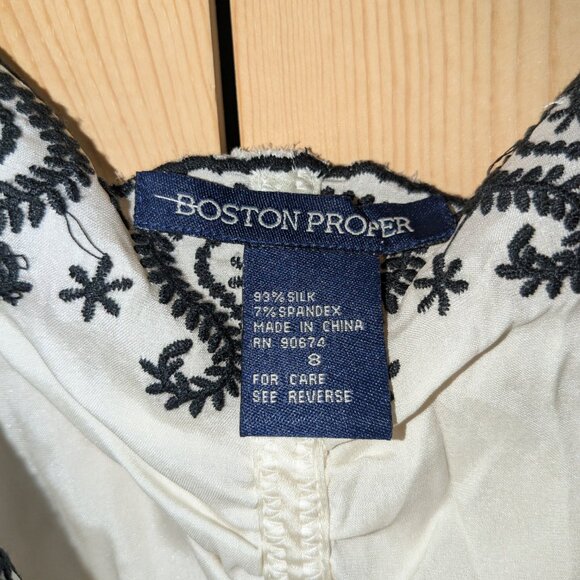 BOSTON PROPER
93% SILK
7% SPANDEX
MADE IN CHINA
RN 90674
8
FOR CARE
SEE REVERSE